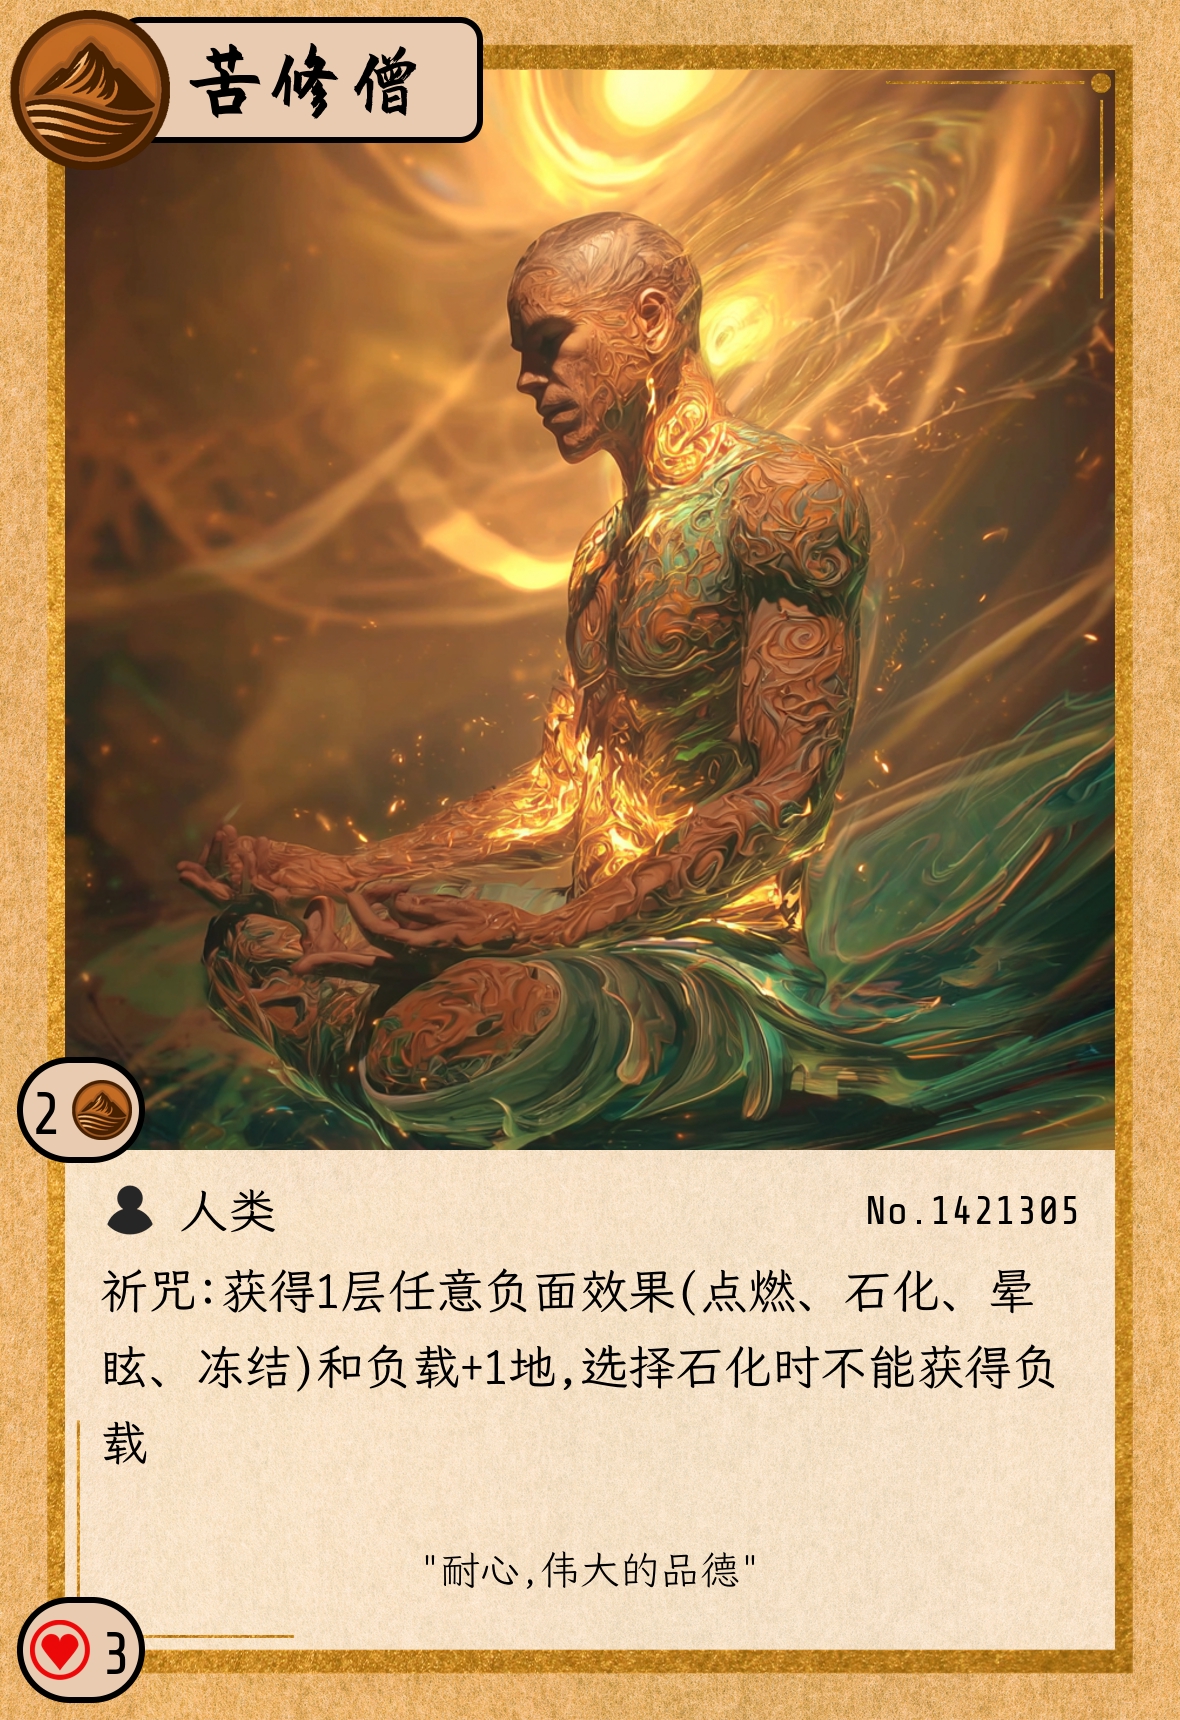 苦修僧
2
人类
No.1421305
祈咒:获得1层任意负面效果(点燃、石化、晕
眩、冻结)和负载+1地,选择石化时不能获得负
载
"耐心,伟大的品德"
3